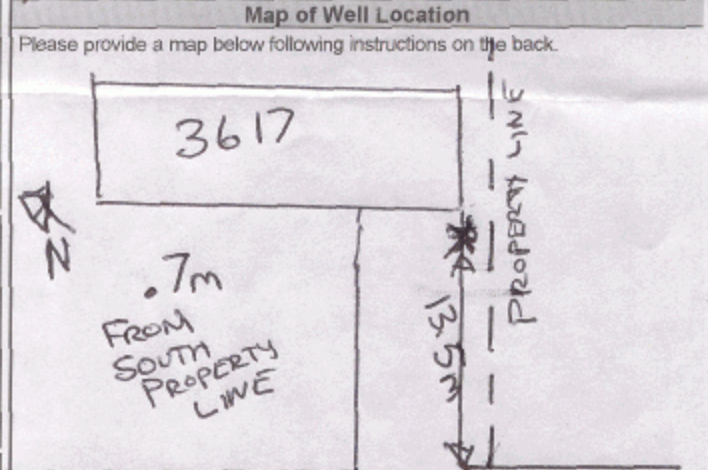 Map of Well Location
Please provide a map below following instructions on the back.
3617
PROPERTY LINE
N
.7m
FROM
SOUTH
PROPERTY
LINE
13.5m